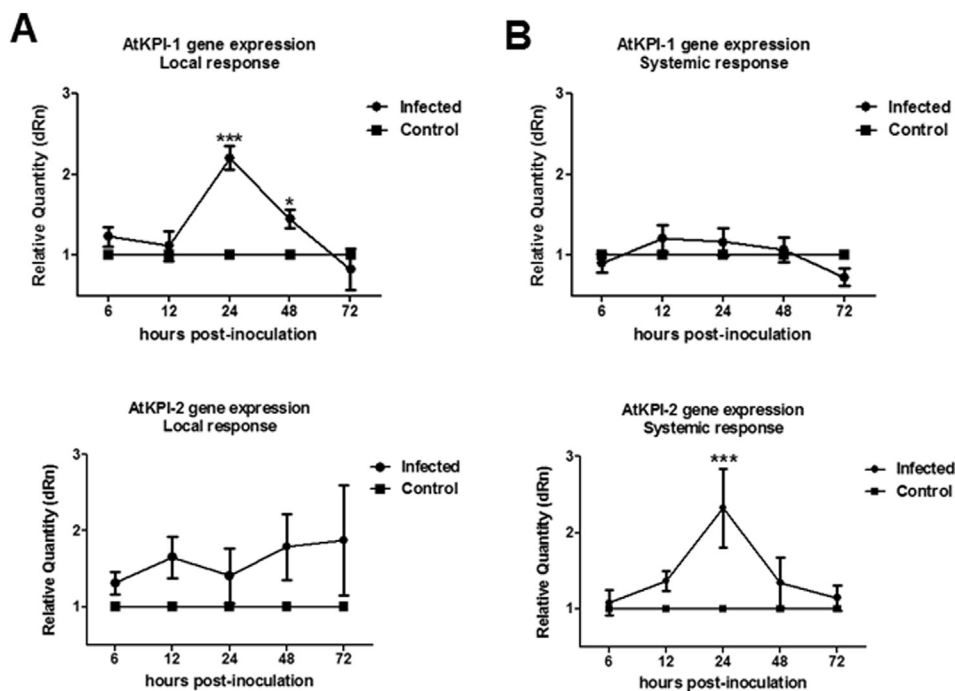 A
AtKPI-1 gene expression
Local response
Relative Quantity (dRn)
3
2
1
***
*
Infected
Control
6 12 24 48 72
hours post-inoculation
B
AtKPI-1 gene expression
Systemic response
Relative Quantity (dRn)
3
2
1
Infected
Control
6 12 24 48 72
hours post-inoculation
AtKPI-2 gene expression
Local response
Relative Quantity (dRn)
3
2
1
Infected
Control
6 12 24 48 72
hours post-inoculation
AtKPI-2 gene expression
Systemic response
Relative Quantity (dRn)
3
2
1
***
Infected
Control
6 12 24 48 72
hours post-inoculation